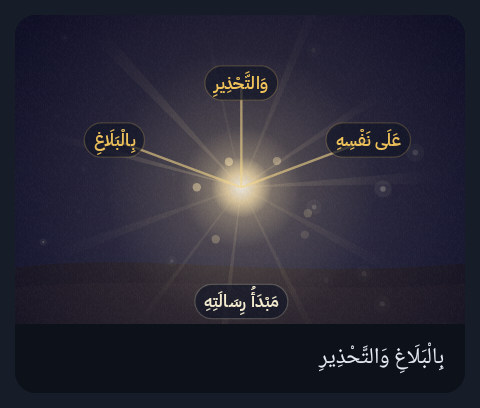 وَالتَّحْذِيرِ
عَلَى نَفْسِهِ
بِالْبَلَاغِ
مَبْدَأُ رِسَالَتِهِ
بِالْبَلَاغِ وَالتَّحْذِيرِ